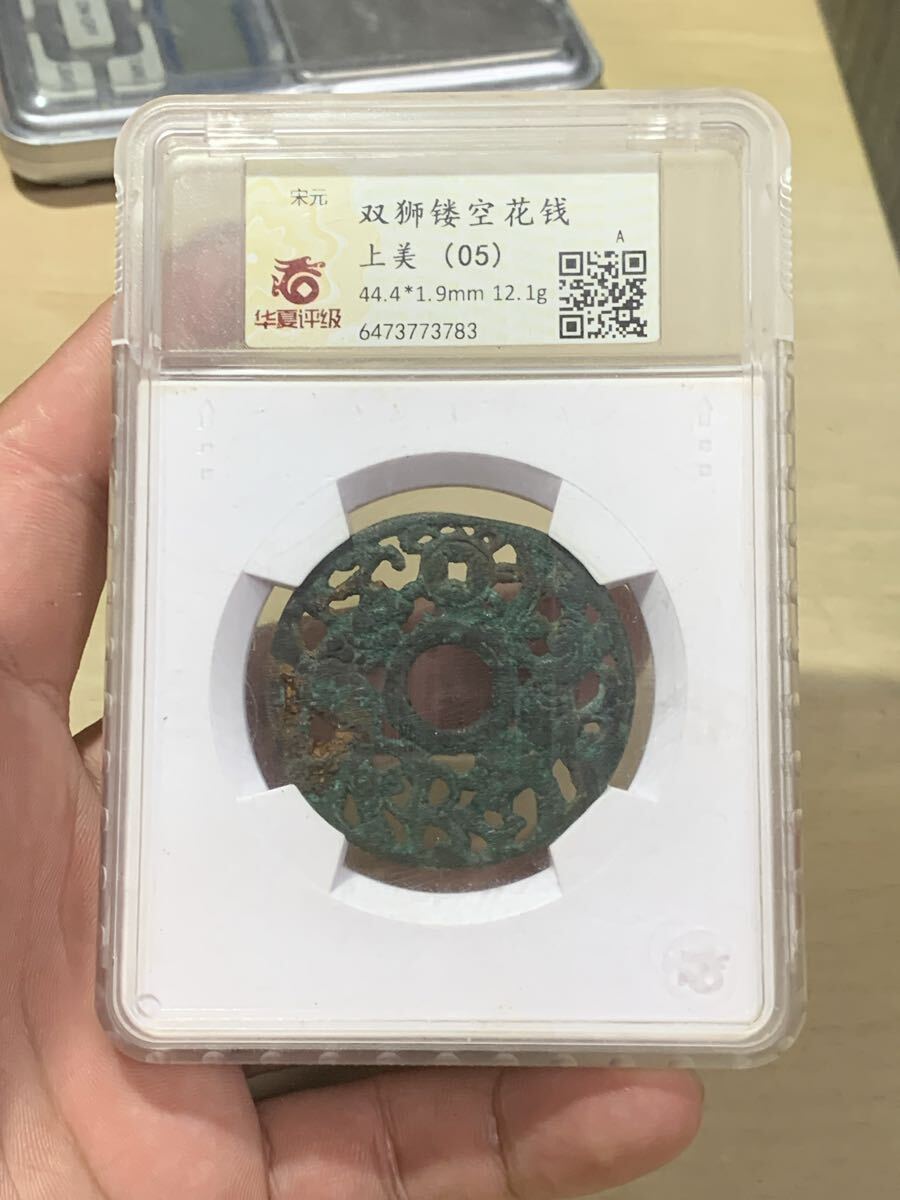 宋元
双狮镂空花钱
上美 (05)
A
44.4*1.9mm 12.1g
华夏评级
6473773783